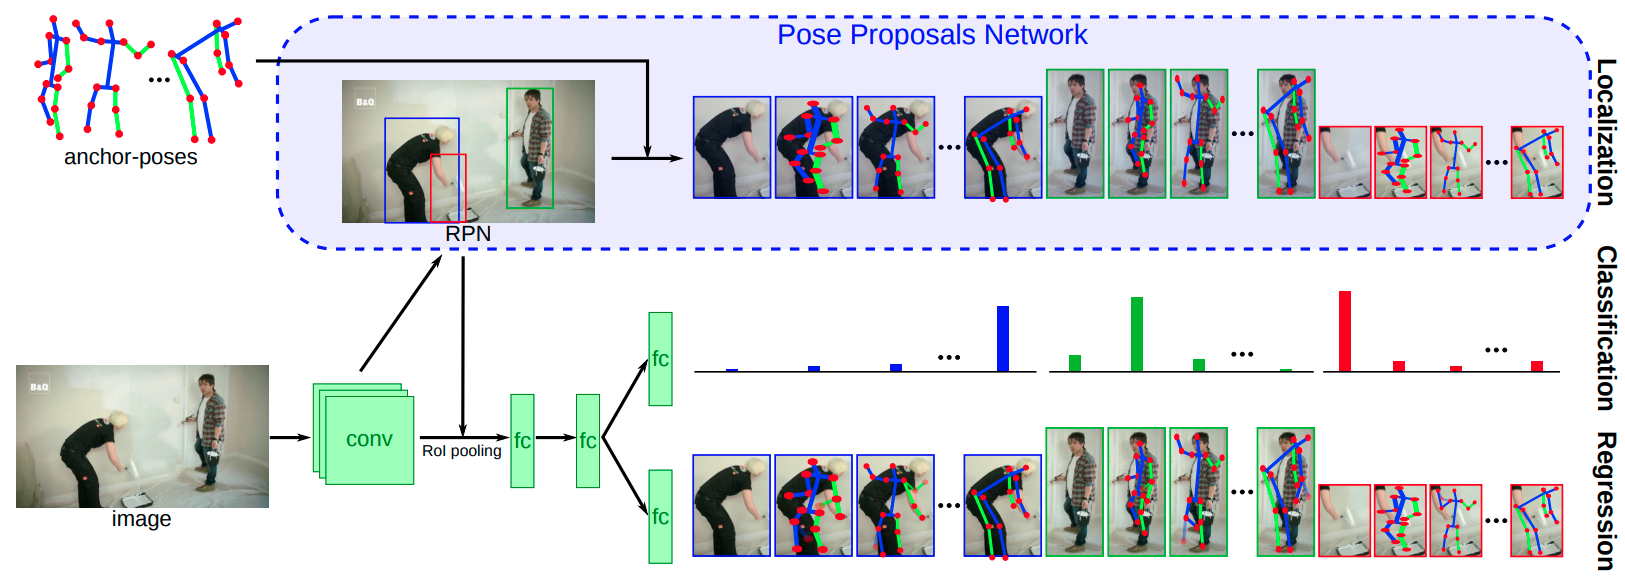 Pose Proposals Network
anchor-poses
...
B&Q
RPN
...
...
...
Localization
Classification
Regression
...
...
...
B&Q
image
conv
RoI pooling
fc
fc
fc
fc
...
...
...